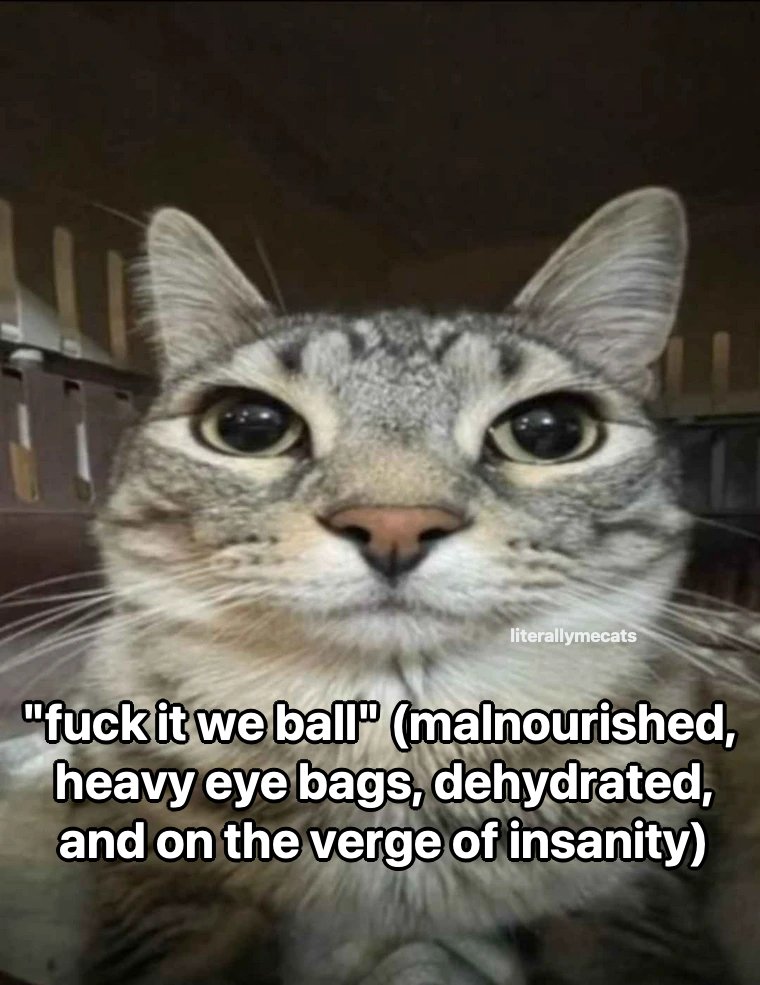 literallymecats
"fuck it we ball" (malnourished,
heavy eye bags, dehydrated,
and on the verge of insanity)